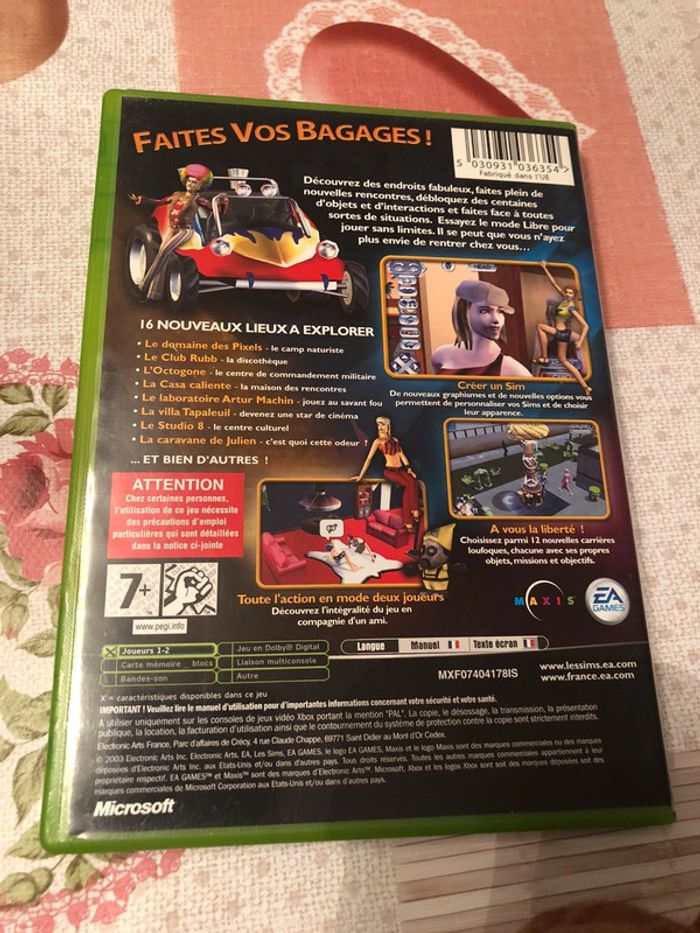 FAITES VOS BAGAGES !
5 030931 036354 >
Fabriqué dans l'UE
Découvrez des endroits fabuleux, faites plein de
nouvelles rencontres, débloquez des centaines
d'objets et d'interactions et faites face à toutes
sortes de situations. Essayez le mode Libre pour
jouer sans limites. Il se peut que vous n'ayez
plus envie de rentrer chez vous...
HEAD
16 NOUVEAUX LIEUX A EXPLORER
• Le domaine des Pixels - le camp naturiste
• Le Club Rubb - la discothèque
• L'Octogone - le centre de commandement militaire
• La Casa caliente - la maison des rencontres
• Le laboratoire Artur Machin - jouez au savant fou
• La villa Tapaleuil - devenez une star de cinéma
• Le Studio 8 - le centre culturel
• La caravane de Julien - c'est quoi cette odeur ?
... ET BIEN D'AUTRES !
Créer un Sim
De nouveaux graphismes et de nouvelles options vous
permettent de personnaliser vos Sims et de choisir
leur apparence.
ATTENTION
Chez certaines personnes,
l'utilisation de ce jeu nécessite
des précautions d'emploi
particulières qui sont détaillées
dans la notice ci-jointe
A vous la liberté !
Choisissez parmi 12 nouvelles carrières
loufoques, chacune avec ses propres
objets, missions et objectifs.
7+
www.pegi.info
Toute l'action en mode deux joueurs
Découvrez l'intégralité du jeu en
compagnie d'un ami.
MAXIS
EA
GAMES
X Joueurs 1-2
Carte mémoire _ blocs
Bandes-son
Jeu en Dolby® Digital
Liaison multiconsole
Autre
Langue Manuel Texte écran
MXF07404178IS
www.lessims.ea.com
www.france.ea.com
X = caractéristiques disponibles dans ce jeu
IMPORTANT ! Veuillez lire le manuel d'utilisation pour d'importantes informations concernant votre sécurité et votre santé.
A utiliser uniquement sur les consoles de jeux vidéo Xbox portant la mention "PAL". La copie, le désossage, la transmission, la présentation
publique, la location, la facturation d'utilisation ainsi que le contournement du système de protection contre la copie sont strictement interdits.
Electronic Arts France, Parc d'affaires de Crécy, 4 rue Claude Chappe, 69771 Saint Didier au Mont d'Or Cedex.
© 2003 Electronic Arts Inc. Electronic Arts, EA, Les Sims, EA GAMES, le logo EA GAMES, Maxis et le logo Maxis sont des marques commerciales ou des marques
déposées d'Electronic Arts Inc. aux Etats-Unis et/ou dans d'autres pays. Tous droits réservés. Toutes les autres marques commerciales appartiennent à leur
propriétaire respectif. EA GAMES™ et Maxis™ sont des marques d'Electronic Arts™. Microsoft, Xbox et les logos Xbox sont soit des marques déposées soit des
marques commerciales de Microsoft Corporation aux Etats-Unis et/ou dans d'autres pays.
Microsoft